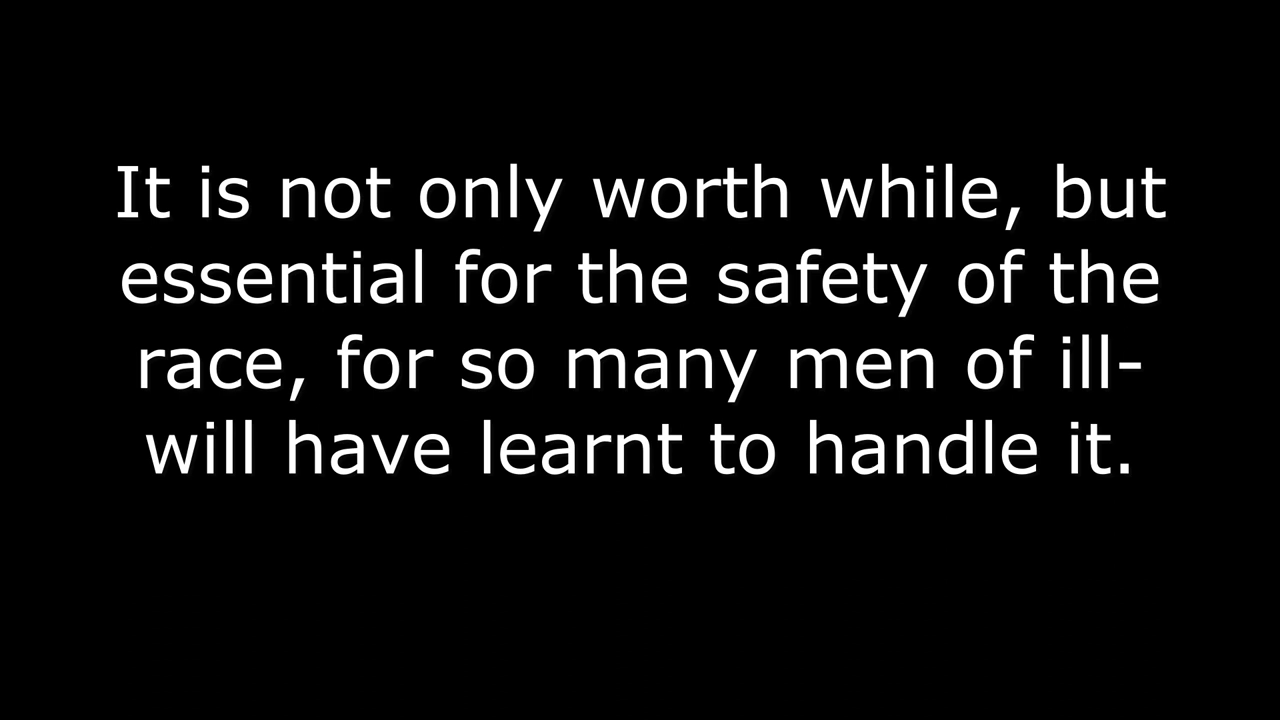 It is not only worth while, but
essential for the safety of the
race, for so many men of ill-
will have learnt to handle it.